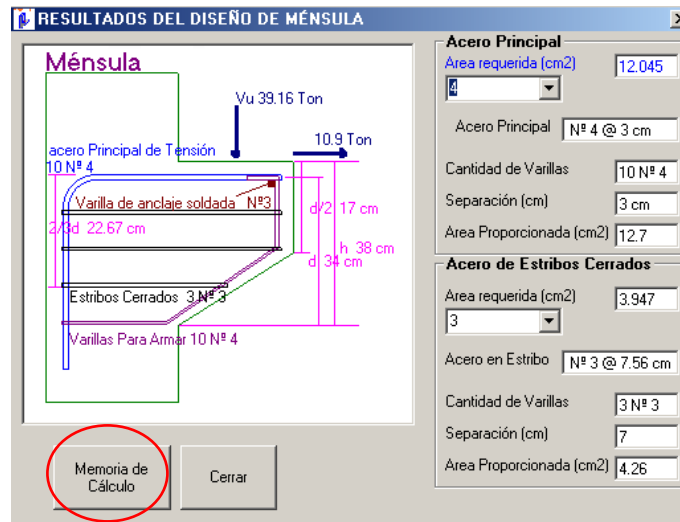 RESULTADOS DEL DISEÑO DE MÉNSULA
Ménsula
Vu 39.16 Ton
10.9 Ton
acero Principal de Tensión
10 Nº 4
Varilla de anclaje soldada Nº3
d/2 17 cm
2/3d 22.67 cm
h 38 cm
d 34 cm
Estribos Cerrados 3 Nº 3
Varillas Para Armar 10 Nº 4
Memoria de
Cálculo
Cerrar
Acero Principal
Area requerida (cm2) 12.045
4
Acero Principal Nº 4 @ 3 cm
Cantidad de Varillas 10 Nº 4
Separación (cm) 3 cm
Area Proporcionada (cm2) 12.7
Acero de Estribos Cerrados
Area requerida (cm2) 3.947
3
Acero en Estribo Nº 3 @ 7.56 cm
Cantidad de Varillas 3 Nº 3
Separación (cm) 7
Area Proporcionada (cm2) 4.26